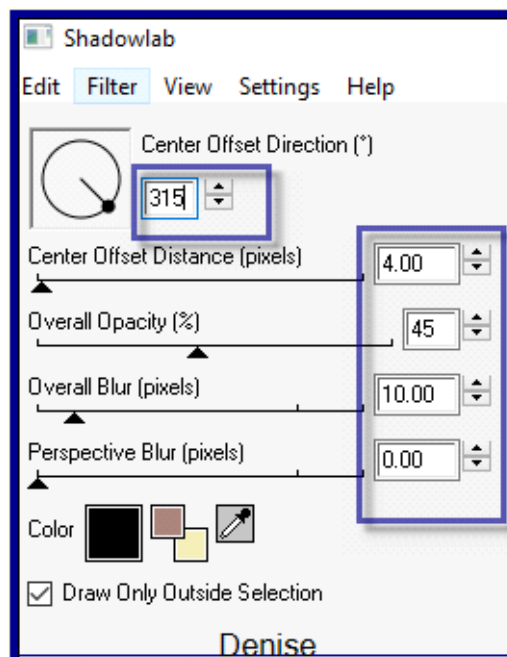 Shadowlab
Edit Filter View Settings Help
Center Offset Direction (°)
315
Center Offset Distance (pixels)
4.00
Overall Opacity (%)
45
Overall Blur (pixels)
10.00
Perspective Blur (pixels)
0.00
Color
Draw Only Outside Selection
Denise